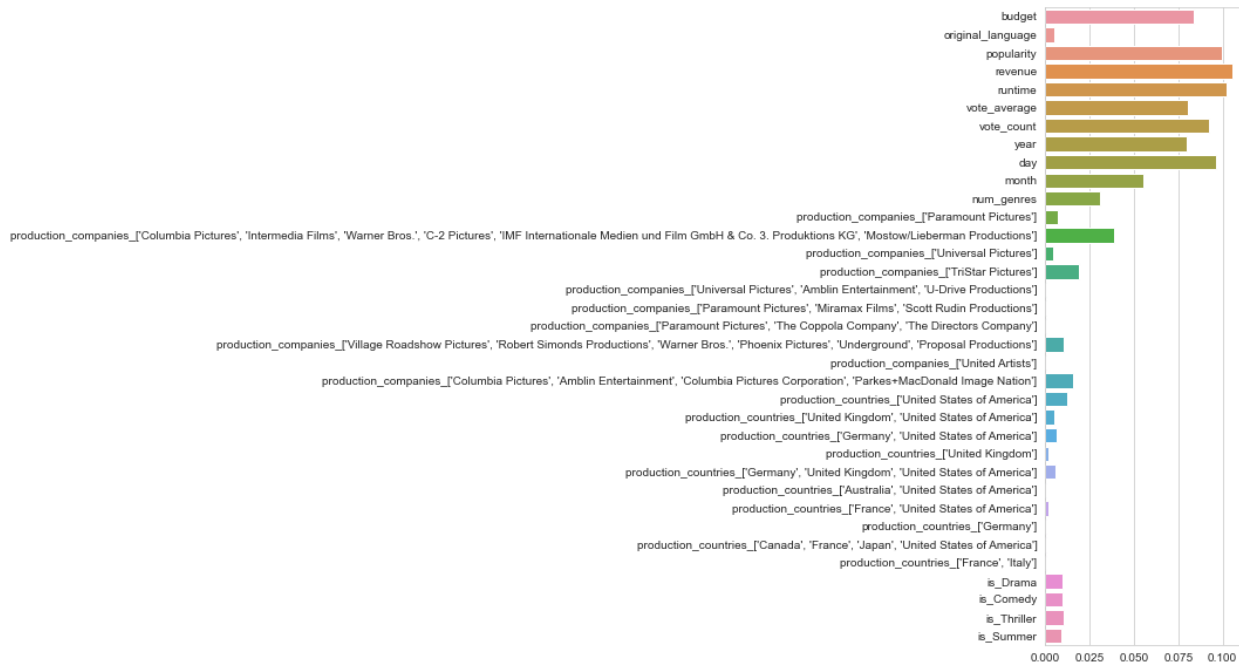 budget
original_language
popularity
revenue
runtime
vote_average
vote_count
year
day
month
num_genres
production_companies_['Paramount Pictures']
production_companies_['Columbia Pictures', 'Intermedia Films', 'Warner Bros.', 'C-2 Pictures', 'IMF Internationale Medien und Film GmbH & Co. 3. Produktions KG', 'Mostow/Lieberman Productions']
production_companies_['Universal Pictures']
production_companies_['TriStar Pictures']
production_companies_['Universal Pictures', 'Amblin Entertainment', 'U-Drive Productions']
production_companies_['Paramount Pictures', 'Miramax Films', 'Scott Rudin Productions']
production_companies_['Paramount Pictures', 'The Coppola Company', 'The Directors Company']
production_companies_['Village Roadshow Pictures', 'Robert Simonds Productions', 'Warner Bros.', 'Phoenix Pictures', 'Underground', 'Proposal Productions']
production_companies_['United Artists']
production_companies_['Columbia Pictures', 'Amblin Entertainment', 'Columbia Pictures Corporation', 'Parkes+MacDonald Image Nation']
production_countries_['United States of America']
production_countries_['United Kingdom', 'United States of America']
production_countries_['Germany', 'United States of America']
production_countries_['United Kingdom']
production_countries_['Germany', 'United Kingdom', 'United States of America']
production_countries_['Australia', 'United States of America']
production_countries_['France', 'United States of America']
production_countries_['Germany']
production_countries_['Canada', 'France', 'Japan', 'United States of America']
production_countries_['France', 'Italy']
is_Drama
is_Comedy
is_Thriller
is_Summer
0.000 0.025 0.050 0.075 0.100